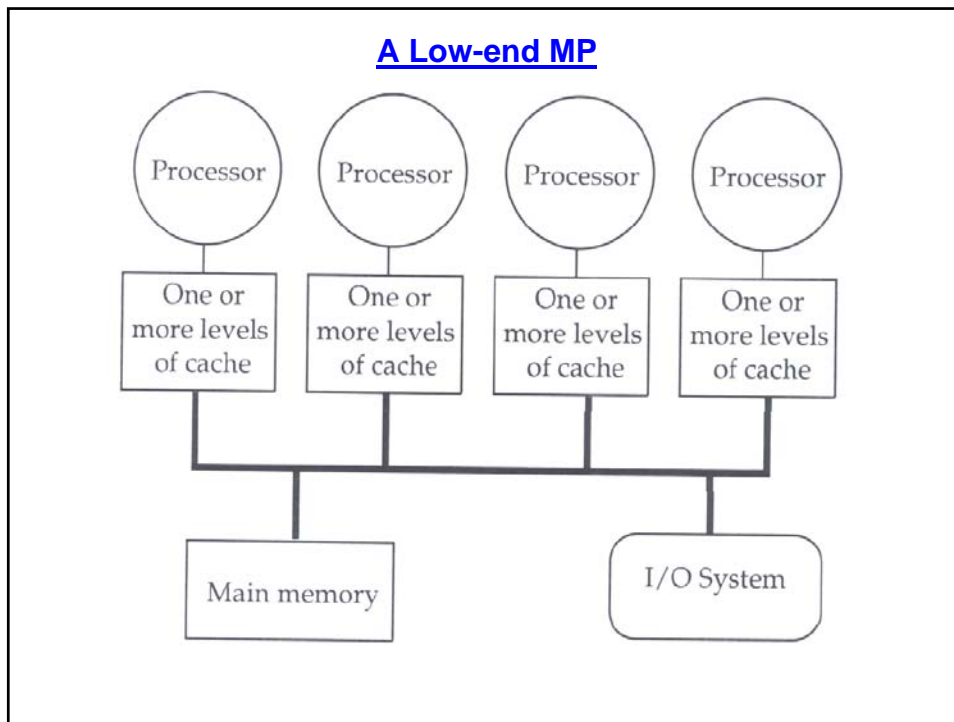 A Low-end MP
Processor
Processor
Processor
Processor
One or
more levels
of cache
One or
more levels
of cache
One or
more levels
of cache
One or
more levels
of cache
Main memory
I/O System